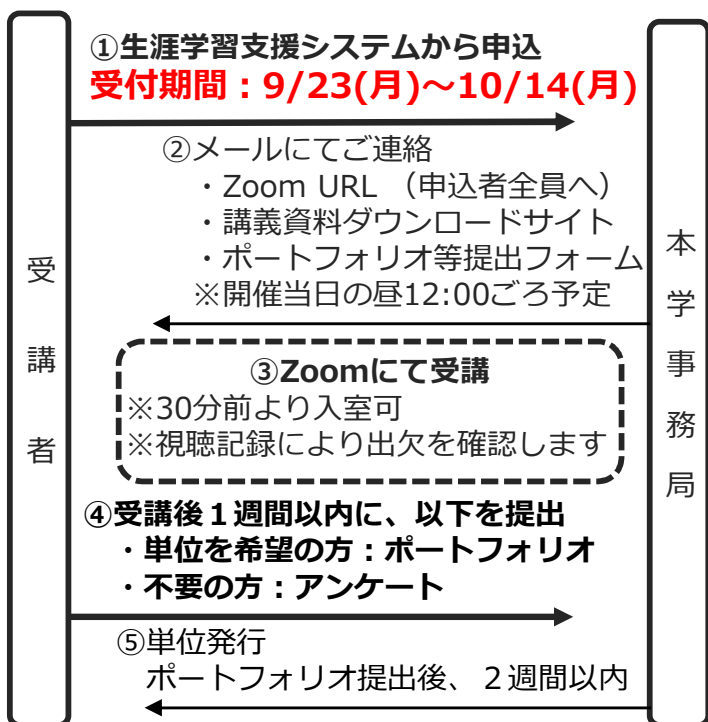 ①生涯学習支援システムから申込
受付期間：9/23(月)～10/14(月)
②メールにてご連絡
・Zoom URL （申込者全員へ）
・講義資料ダウンロードサイト
・ポートフォリオ等提出フォーム
※開催当日の昼12:00ごろ予定
③Zoomにて受講
※30分前より入室可
※視聴記録により出欠を確認します
④受講後１週間以内に、以下を提出
・単位を希望の方：ポートフォリオ
・不要の方：アンケート
⑤単位発行
ポートフォリオ提出後、２週間以内
受講者
本学事務局